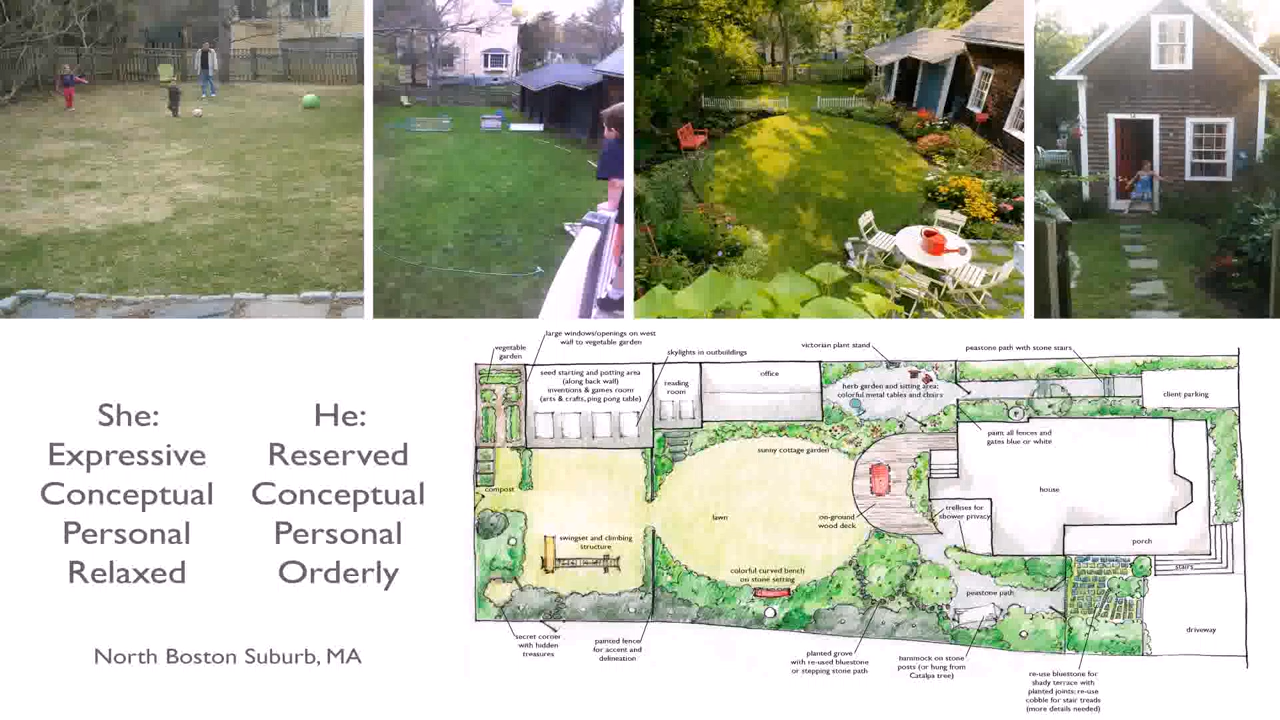 She:
Expressive
Conceptual
Personal
Relaxed
He:
Reserved
Conceptual
Personal
Orderly
North Boston Suburb, MA
large windows/openings on west
wall to vegetable garden
vegetable
garden
skylights in outbuildings
victorian plant stand
peastone path with stone stairs
seed starting and potting area
(along back wall)
inventions & games room
(arts & crafts, ping pong table)
reading
room
office
herb garden and sitting area:
colorful metal tables and chairs
client parking
paint all fences and
gates blue or white
sunny cottage garden
compost
house
lawn
on-ground
wood deck
trellises for
shower privacy
swingset and climbing
structure
porch
colorful curved bench
on stone setting
stairs
peastone path
driveway
secret corner
with hidden
treasures
painted fence
for accent and
delineation
planted grove
with re-used bluestone
or stepping stone path
hammock on stone
posts (or hung from
Catalpa tree)
re-use bluestone for
shady terrace with
planted joints; re-use
cobble for stair treads
(more details needed)